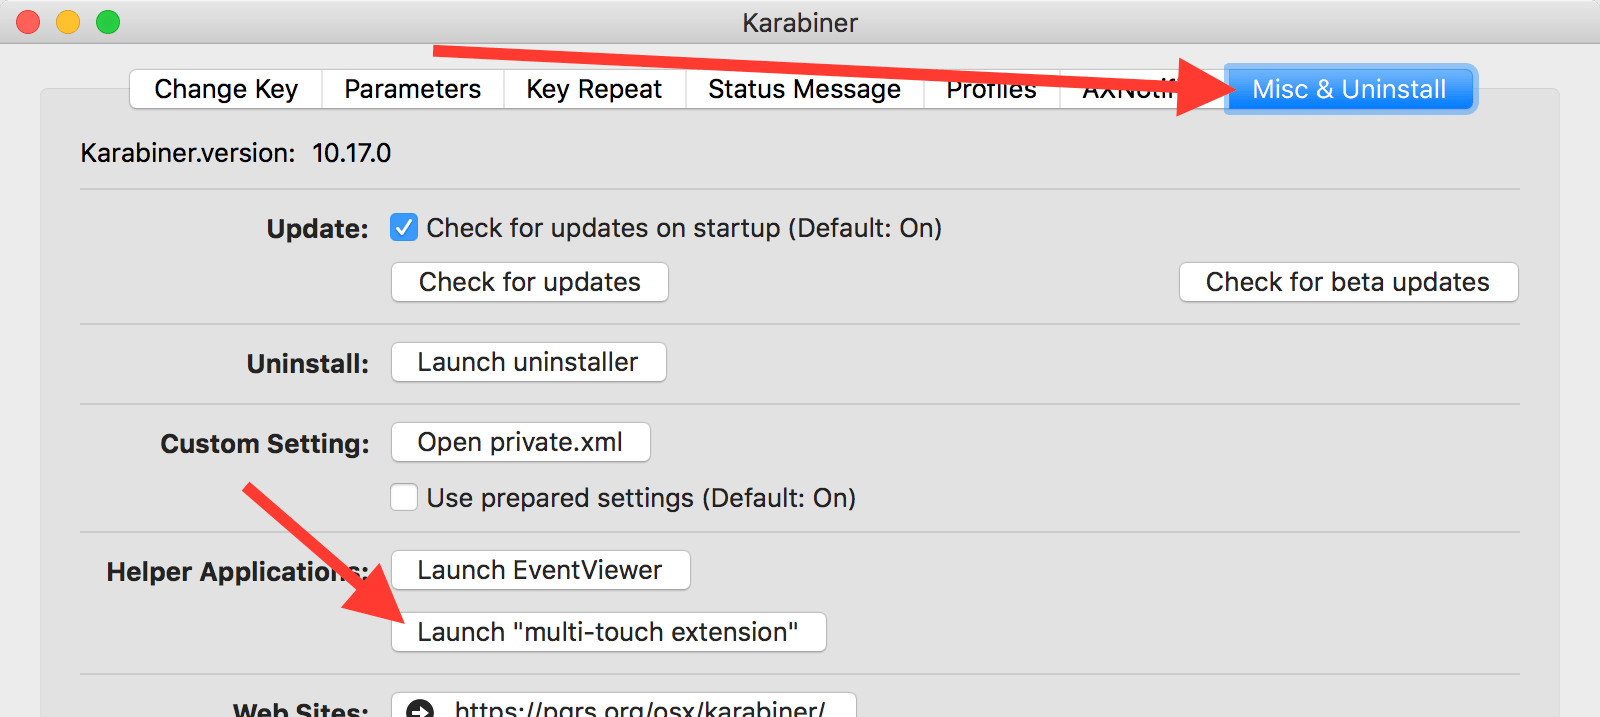 Karabiner
Change Key Parameters Key Repeat Status Message Profiles Misc & Uninstall
Karabiner.version: 10.17.0
Update: Check for updates on startup (Default: On)
Check for updates Check for beta updates
Uninstall: Launch uninstaller
Custom Setting: Open private.xml
Use prepared settings (Default: On)
Helper Applications: Launch EventViewer
Launch "multi-touch extension"
Web Sites: https://pqrs.org/osx/karabiner/